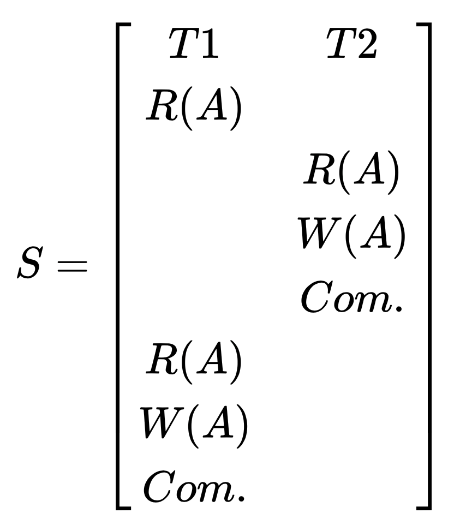 T1 T2
R(A)
R(A)
W(A)
S =
Com.
R(A)
W(A)
Com.